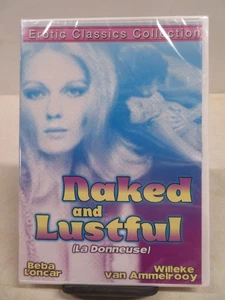 Erotic Classics Collection
Naked
and
Lustful
(La Donneuse)
Beba
Loncar
Willeke
van Ammelrooy